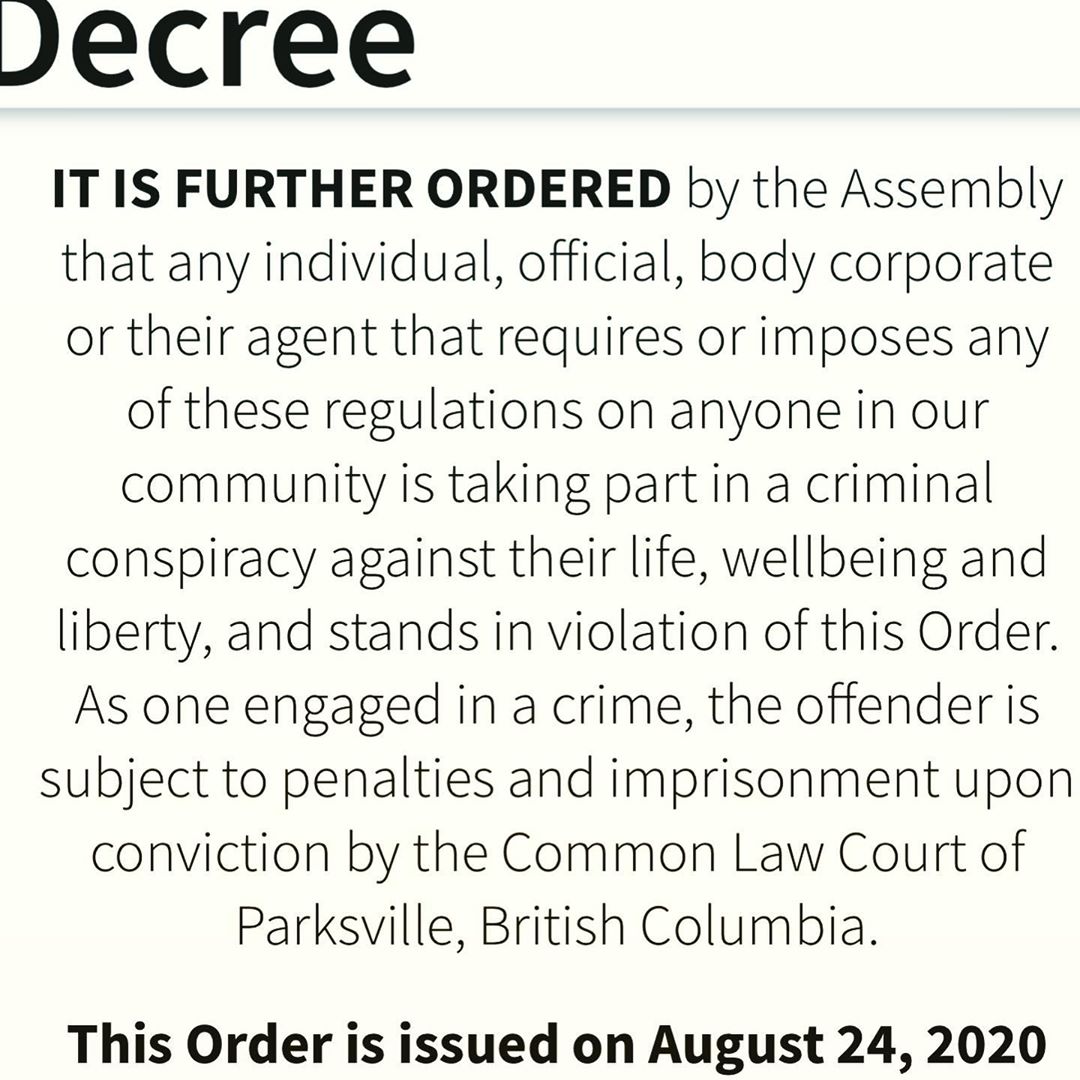 Decree
IT IS FURTHER ORDERED by the Assembly
that any individual, official, body corporate
or their agent that requires or imposes any
of these regulations on anyone in our
community is taking part in a criminal
conspiracy against their life, wellbeing and
liberty, and stands in violation of this Order.
As one engaged in a crime, the offender is
subject to penalties and imprisonment upon
conviction by the Common Law Court of
Parksville, British Columbia.
This Order is issued on August 24, 2020